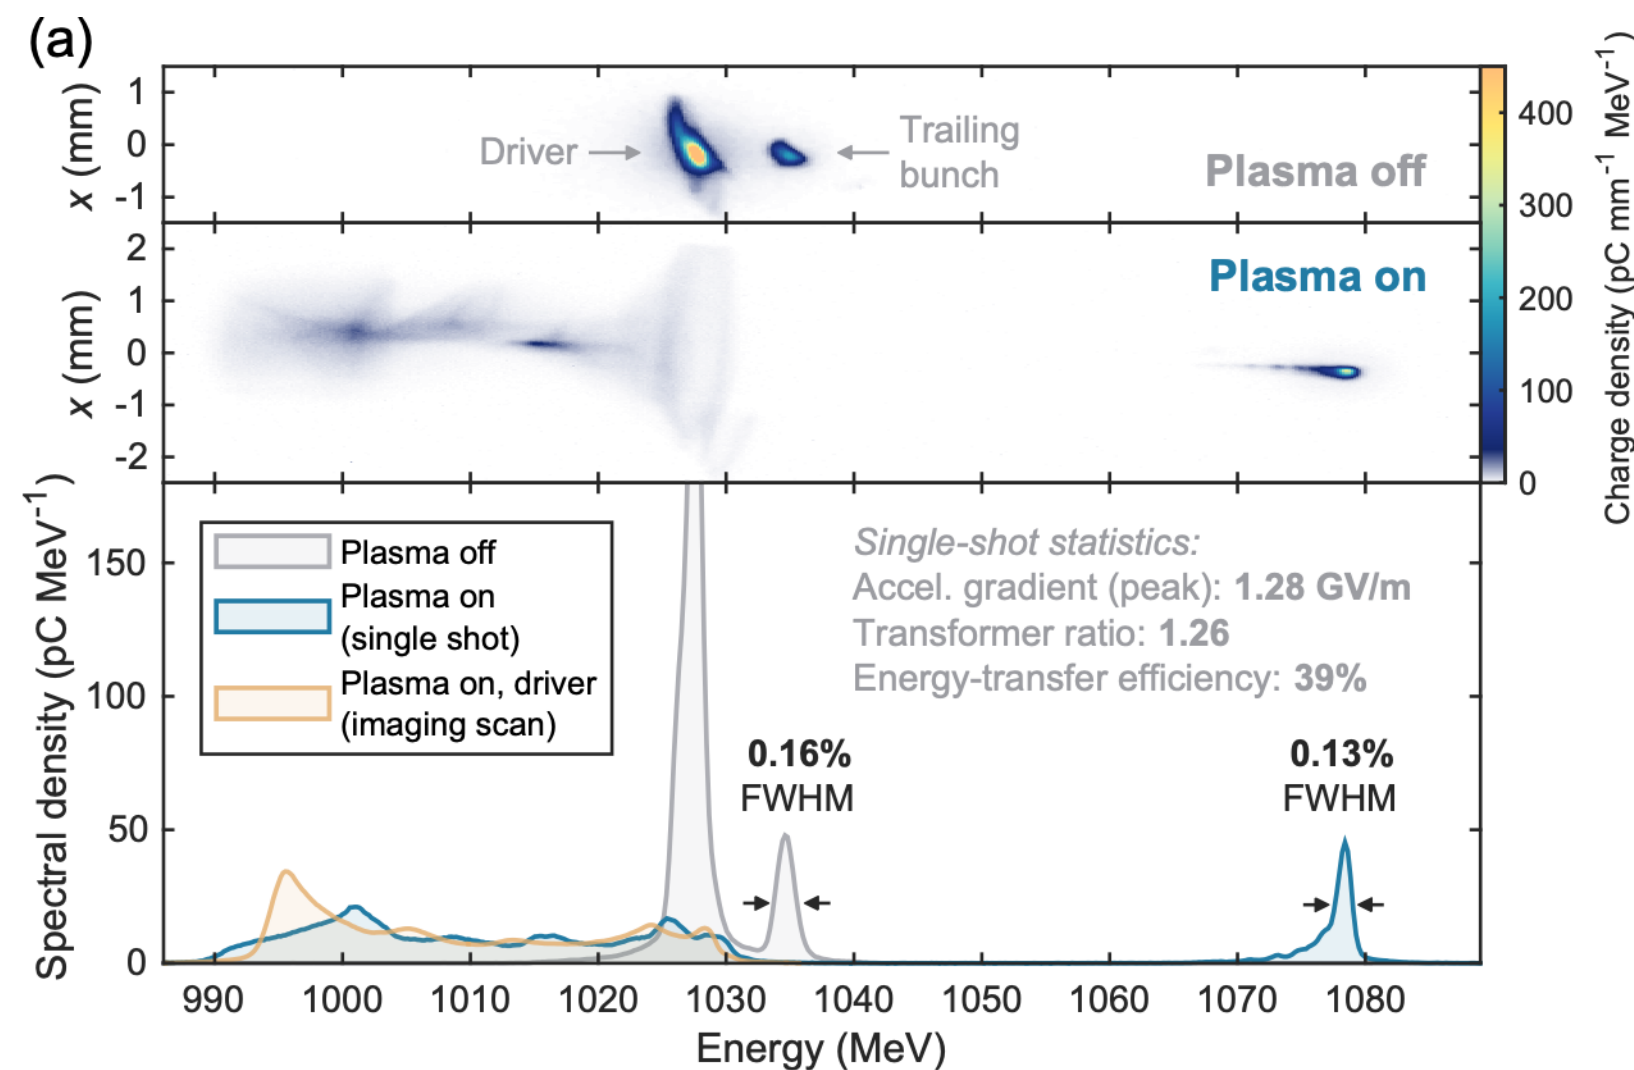 (a)
x (mm)
1
0
-1
Driver
Trailing
bunch
Plasma off
x (mm)
2
1
0
-1
-2
Plasma on
400
300
200
100
0
Charge density (pC mm⁻¹ MeV⁻¹)
Spectral density (pC MeV⁻¹)
150
100
50
0
Plasma off
Plasma on
(single shot)
Plasma on, driver
(imaging scan)
Single-shot statistics:
Accel. gradient (peak): 1.28 GV/m
Transformer ratio: 1.26
Energy-transfer efficiency: 39%
0.16%
FWHM
0.13%
FWHM
990 1000 1010 1020 1030 1040 1050 1060 1070 1080
Energy (MeV)